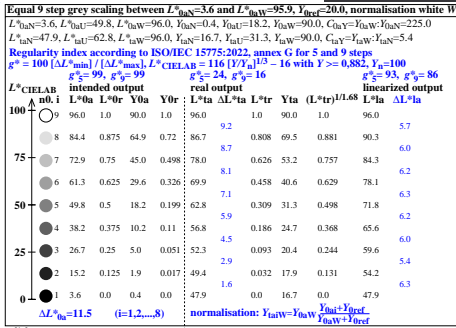 Equal 9 step grey scaling between L*0aN=3.6 and L*0aW=95.9, Y0ref=20.0, normalisation white W
L*0aN=3.6, L*0aU=49.8, L*0aW=96.0, Y0aN=0.4, Y0aU=18.2, Y0aW=90.0, C0aY=Y0aW:Y0aN=225.0
L*taN=47.9, L*taU=62.8, L*taW=96.0, YtaN=16.7, YtaU=31.3, YtaW=90.0, CtaY=YtaW:YtaN=5.4
Regularity index according to ISO/IEC 15775:2022, annex G for 5 and 9 steps
g* = 100 [ΔL*min] / [ΔL*max], L*CIELAB = 116 [Y/Yn]1/3 – 16 with Y >= 0,882, Yn=100
g*5= 99, g*9= 99 g*5= 24, g*9= 16 g*5= 93, g*9= 86
L*CIELAB intended output real output linearized output
n0. i L*0a L*0r Y0a Y0r L*ta ΔL*ta L*tr Yta (L*tr)1/1.68 L*la ΔL*la
100 9 96.0 1.0 90.0 1.0 96.0 1.0 90.0 1.0 96.0
9.2 5.7
8 84.4 0.875 64.9 0.72 86.7 0.808 69.5 0.881 90.3
8.7 6.0
75 7 72.9 0.75 45.0 0.498 78.0 0.626 53.2 0.757 84.3
8.1 6.2
6 61.3 0.625 29.6 0.326 69.9 0.458 40.6 0.629 78.1
7.1 6.3
50 5 49.8 0.5 18.2 0.199 62.8 0.309 31.3 0.498 71.8
5.9 6.2
4 38.2 0.375 10.2 0.11 56.8 0.186 24.7 0.368 65.6
4.5 6.0
25 3 26.7 0.25 5.0 0.051 52.3 0.093 20.4 0.244 59.6
2.9 5.4
2 15.2 0.125 1.9 0.017 49.4 0.032 17.9 0.131 54.2
1.6 6.3
0 1 3.6 0.0 0.4 0.0 47.9 0.0 16.7 0.0 47.9
ΔL*0a=11.5 (i=1,2,...,8) normalisation: YtaiW=Y0aW (Y0ai+Y0ref)/(Y0aW+Y0ref)